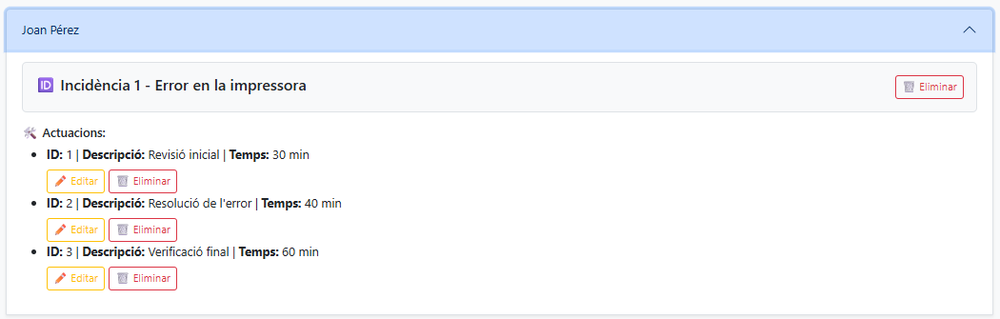 Joan Pérez
🆔 Incidència 1 - Error en la impressora
🗑️ Eliminar
🛠️ Actuacions:
• ID: 1 | Descripció: Revisió inicial | Temps: 30 min
✏️ Editar 🗑️ Eliminar
• ID: 2 | Descripció: Resolució de l'error | Temps: 40 min
✏️ Editar 🗑️ Eliminar
• ID: 3 | Descripció: Verificació final | Temps: 60 min
✏️ Editar 🗑️ Eliminar